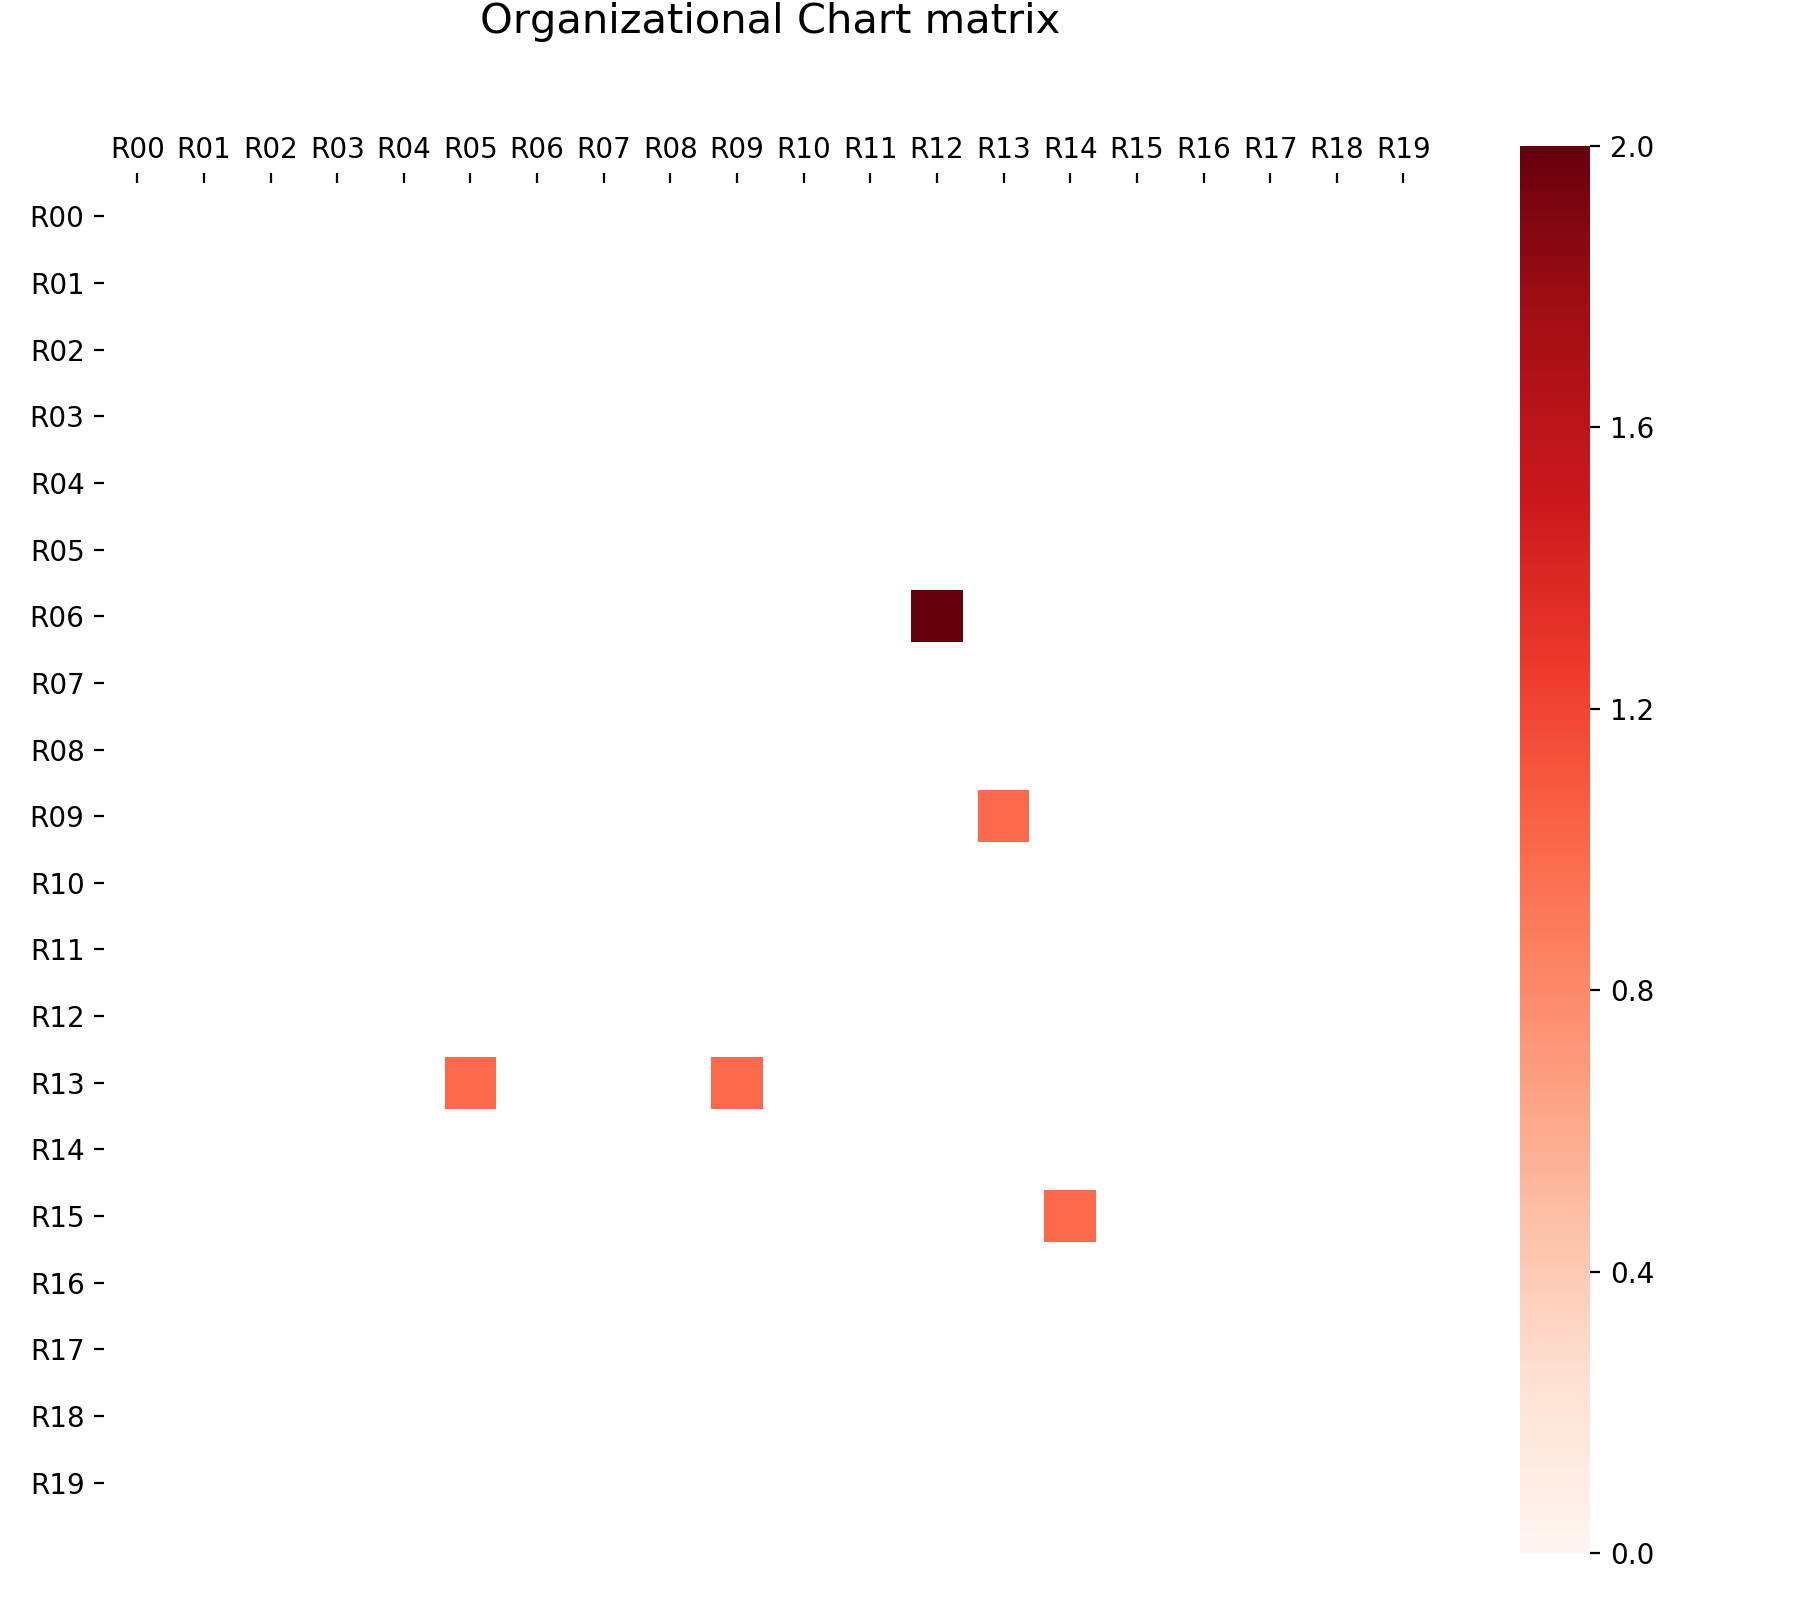 Organizational Chart matrix
R00 R01 R02 R03 R04 R05 R06 R07 R08 R09 R10 R11 R12 R13 R14 R15 R16 R17 R18 R19
R00
R01
R02
R03
R04
R05
R06
R07
R08
R09
R10
R11
R12
R13
R14
R15
R16
R17
R18
R19
2.0
1.6
1.2
0.8
0.4
0.0